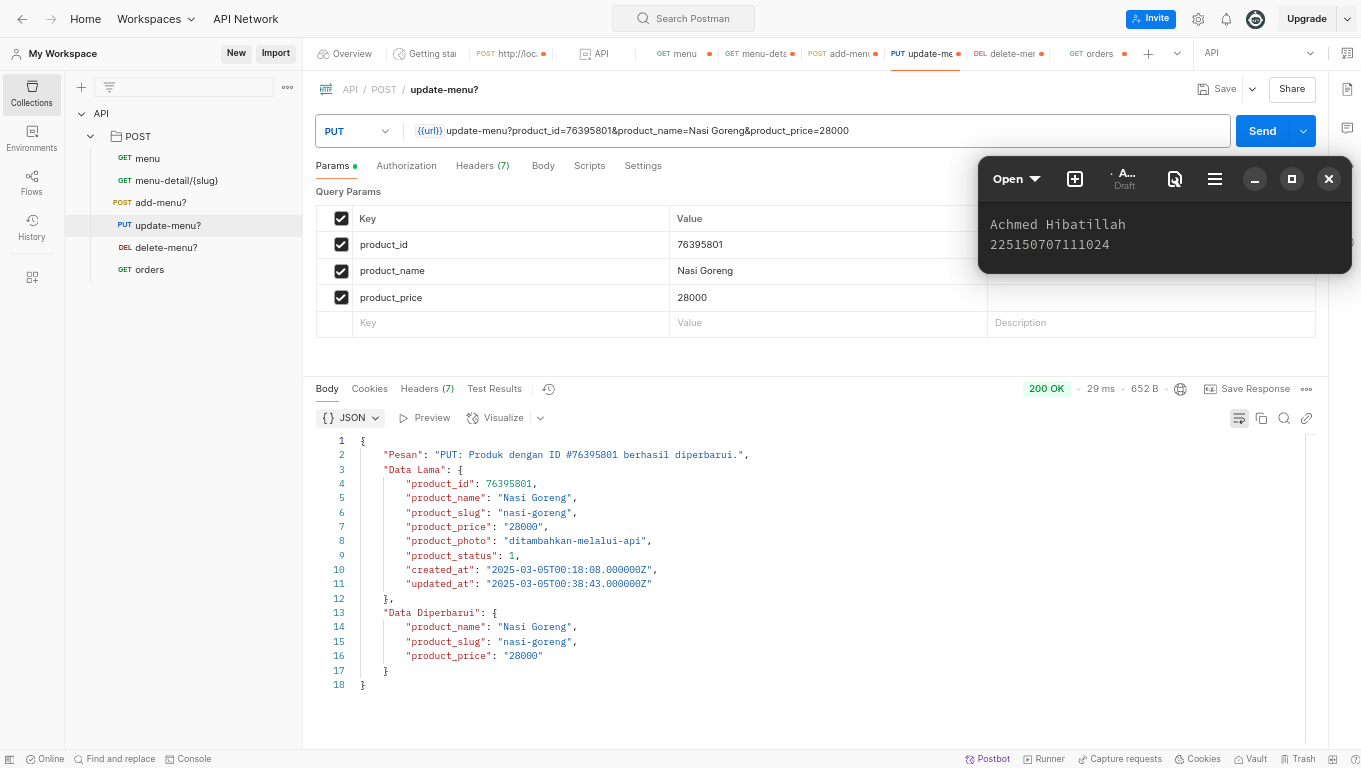 Home Workspaces API Network Search Postman Invite Upgrade
My Workspace New Import Overview Getting star POST http://loc API GET menu GET menu-deta POST add-menu PUT update-me DEL delete-mer GET orders API
Collections
Environments
Flows
History
API
POST
GET menu
GET menu-detail/{slug}
POST add-menu?
PUT update-menu?
DEL delete-menu?
GET orders
HTTP API / POST / update-menu? Save Share
PUT {{url}} update-menu?product_id=76395801&product_name=Nasi Goreng&product_price=28000 Send
Params Authorization Headers (7) Body Scripts Settings
Query Params
Key Value
product_id 76395801
product_name Nasi Goreng
product_price 28000
Key Value Description
Open · A... Draft
Achmed Hibatillah
225150707111024
Body Cookies Headers (7) Test Results 200 OK 29 ms 652 B Save Response
{ } JSON Preview Visualize
1 {
2 "Pesan": "PUT: Produk dengan ID #76395801 berhasil diperbarui.",
3 "Data Lama": {
4 "product_id": 76395801,
5 "product_name": "Nasi Goreng",
6 "product_slug": "nasi-goreng",
7 "product_price": "28000",
8 "product_photo": "ditambahkan-melalui-api",
9 "product_status": 1,
10 "created_at": "2025-03-05T00:18:08.000000Z",
11 "updated_at": "2025-03-05T00:38:43.000000Z"
12 },
13 "Data Diperbarui": {
14 "product_name": "Nasi Goreng",
15 "product_slug": "nasi-goreng",
16 "product_price": "28000"
17 }
18 }
Online Find and replace Console Postbot Runner Capture requests Cookies Vault Trash